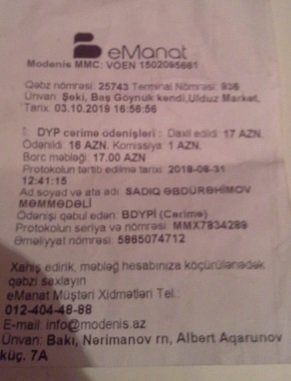 eManat
Modenis MMC: VÖEN 1502095661
Qəbz nömrəsi: 25743 Terminal Nömrəsi: 936
Ünvan: Şəki, Baş Göynük kəndi,Ulduz Market,
Tarix: 03.10.2019 16:56:56
DYP cərimə ödənişləri : Daxil edildi: 17 AZN.
Ödənildi: 16 AZN. Komissiya: 1 AZN.
Borc məbləği: 17.00 AZN
Protokolun tərtib edilmə tarixi: 2019-08-31
12:41:15
Ad,soyad və ata adı: SADIQ ƏBDÜRƏHİMOV
MƏMMƏDƏLİ
Ödənişi qəbul edən: BDYPİ (Cərimə)
Protokolun seriya və nömrəsi: MMX7834289
Əməliyyat nömrəsi: 5865074712
Xahiş edirik, məbləğ hesabınıza köçürülənədək
qəbzi saxlayın
eManat Müştəri Xidmətləri Tel.:
012-404-48-88
E-mail: info@modenis.az
Ünvan: Bakı, Nərimanov rn, Albert Aqarunov
küç. 7A